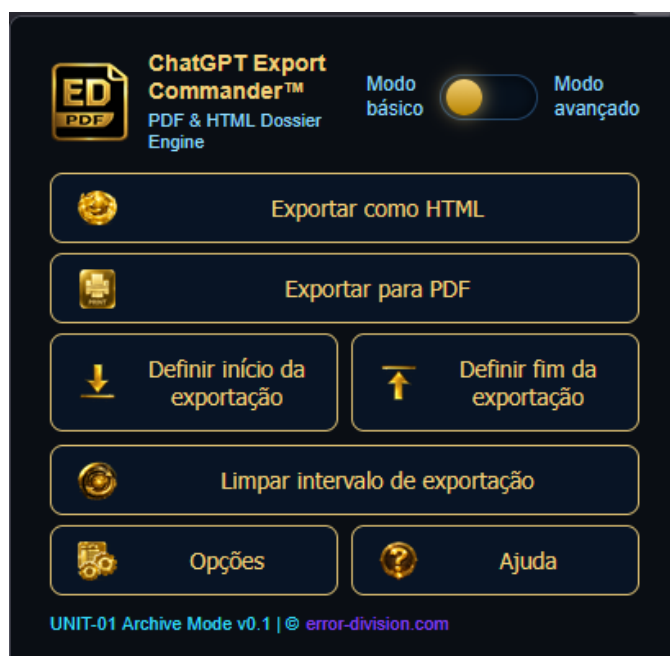 ED
PDF
ChatGPT Export
Commander™
PDF & HTML Dossier
Engine
Modo
básico
Modo
avançado
Exportar como HTML
PRINT
Exportar para PDF
Definir início da
exportação
Definir fim da
exportação
Limpar intervalo de exportação
Opções
Ajuda
UNIT-01 Archive Mode v0.1 | © error-division.com